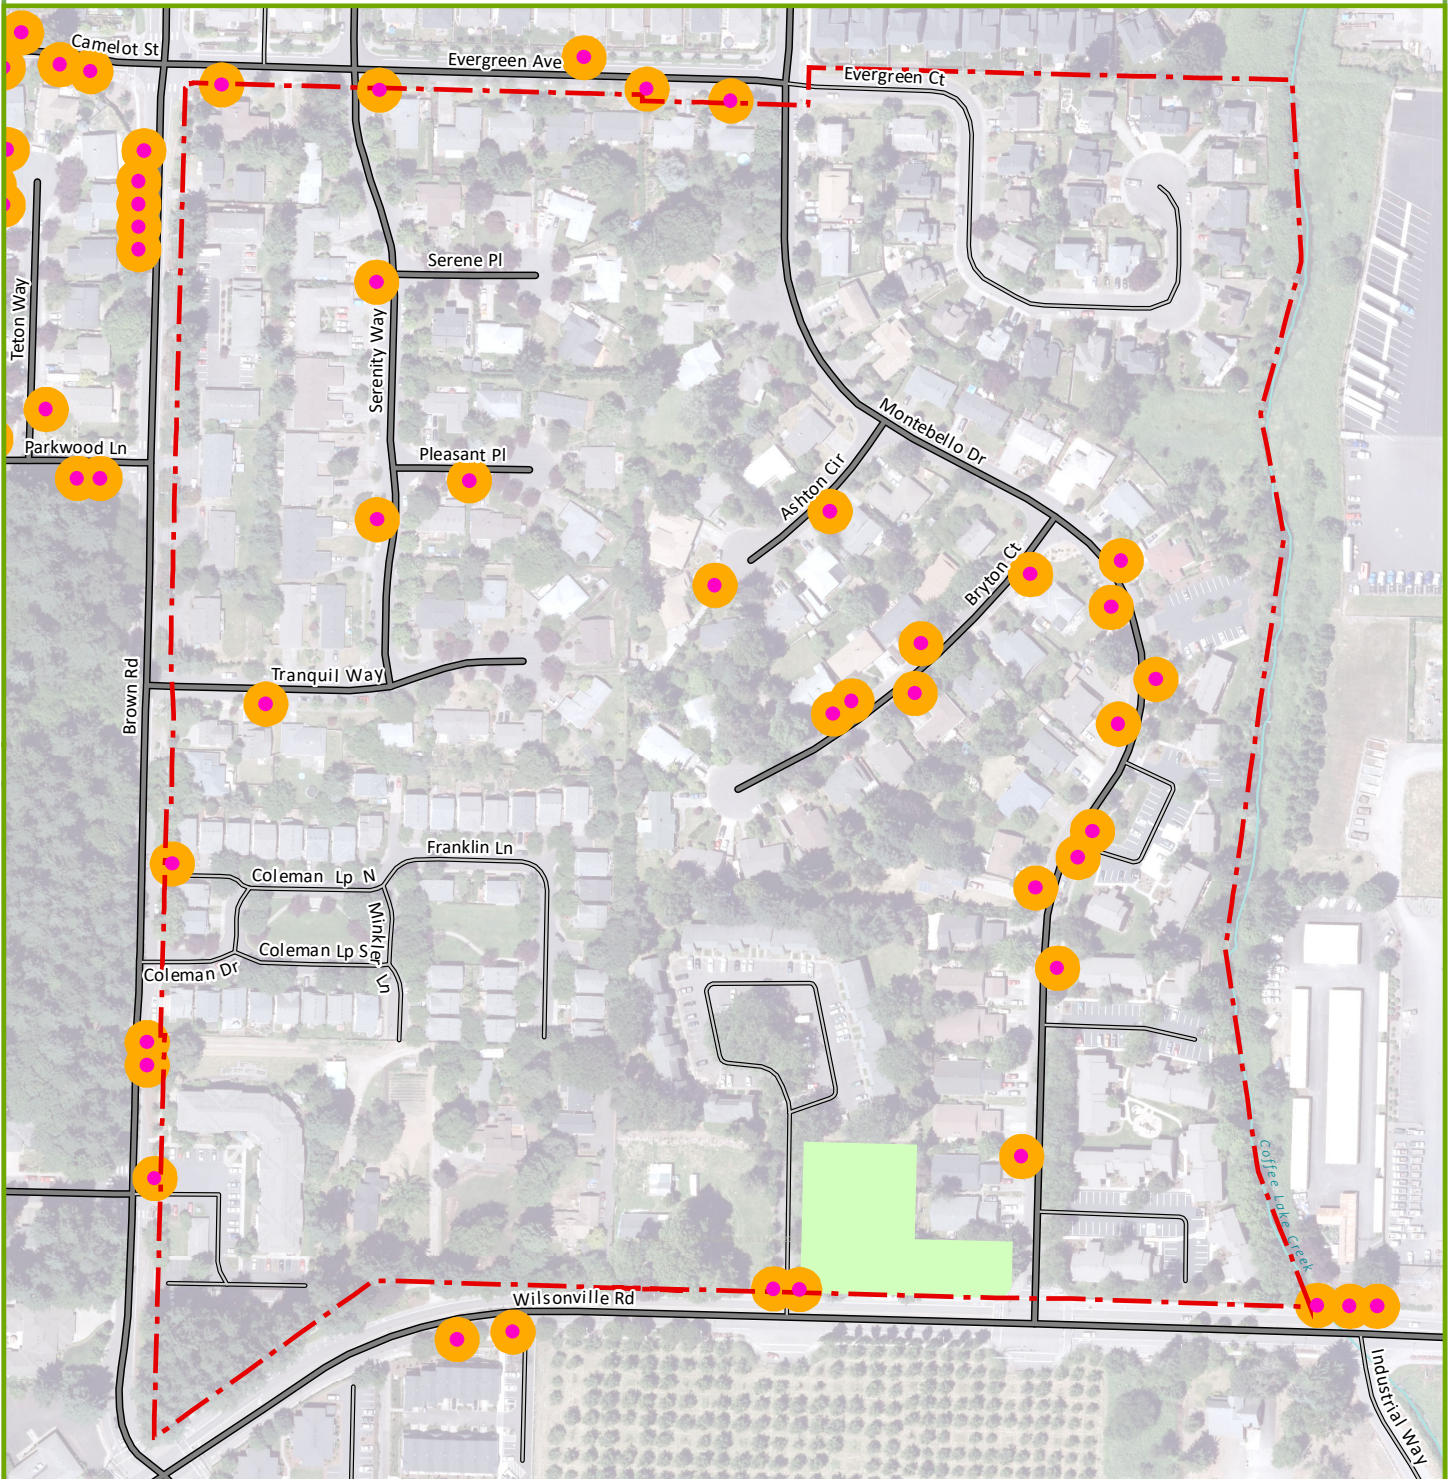 Camelot St
Evergreen Ave
Evergreen Ct
Serene Pl
Teton Way
Serenity Way
Montebello Dr
Parkwood Ln
Pleasant Pl
Ashton Cir
Bryton Ct
Tranquil Way
Brown Rd
Franklin Ln
Coleman Lp N
Minkler Ln
Coleman Lp S
Coleman Dr
Coffee Lake Creek
Wilsonville Rd
Industrial Way